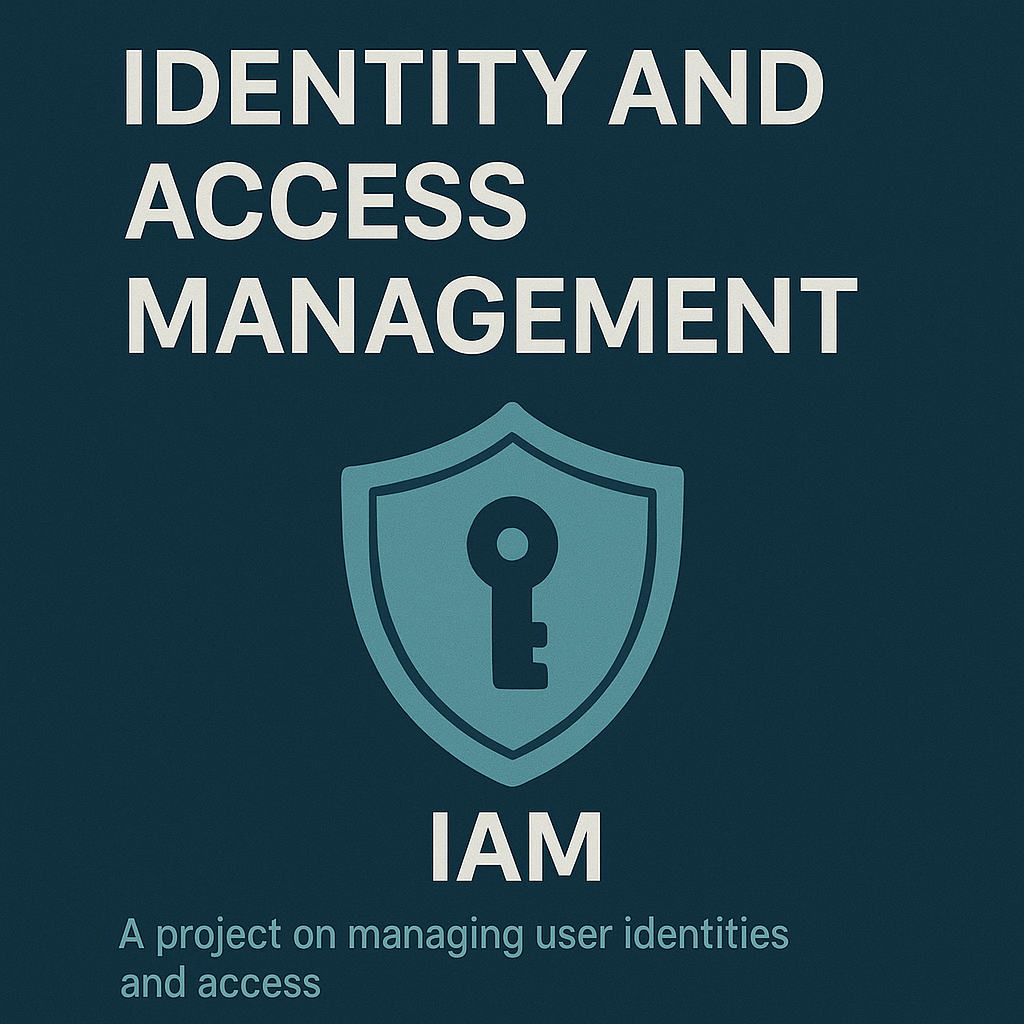 IDENTITY AND
ACCESS
MANAGEMENT
IAM
A project on managing user identities
and access